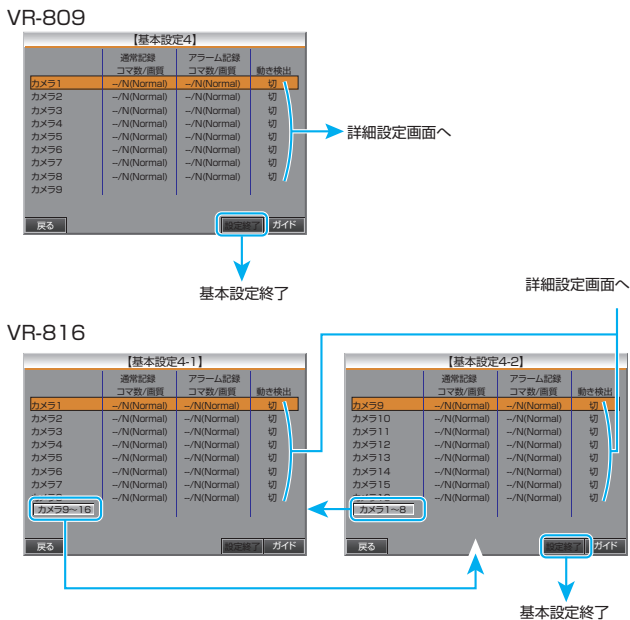 VR-809
【基本設定4】
通常記録 アラーム記録
コマ数/画質 コマ数/画質 動き検出
カメラ1 –/N(Normal) –/N(Normal) 切
カメラ2 –/N(Normal) –/N(Normal) 切
カメラ3 –/N(Normal) –/N(Normal) 切
カメラ4 –/N(Normal) –/N(Normal) 切
カメラ5 –/N(Normal) –/N(Normal) 切
カメラ6 –/N(Normal) –/N(Normal) 切
カメラ7 –/N(Normal) –/N(Normal) 切
カメラ8 –/N(Normal) –/N(Normal) 切
カメラ9
詳細設定画面へ
戻る 設定終了 ガイド
基本設定終了
詳細設定画面へ
VR-816
【基本設定4-1】
通常記録 アラーム記録
コマ数/画質 コマ数/画質 動き検出
カメラ1 –/N(Normal) –/N(Normal) 切
カメラ2 –/N(Normal) –/N(Normal) 切
カメラ3 –/N(Normal) –/N(Normal) 切
カメラ4 –/N(Normal) –/N(Normal) 切
カメラ5 –/N(Normal) –/N(Normal) 切
カメラ6 –/N(Normal) –/N(Normal) 切
カメラ7 –/N(Normal) –/N(Normal) 切
–/N(Normal) –/N(Normal) 切
カメラ9~16
戻る 設定終了 ガイド
【基本設定4-2】
通常記録 アラーム記録
コマ数/画質 コマ数/画質 動き検出
カメラ9 –/N(Normal) –/N(Normal) 切
カメラ10 –/N(Normal) –/N(Normal) 切
カメラ11 –/N(Normal) –/N(Normal) 切
カメラ12 –/N(Normal) –/N(Normal) 切
カメラ13 –/N(Normal) –/N(Normal) 切
カメラ14 –/N(Normal) –/N(Normal) 切
カメラ15 –/N(Normal) –/N(Normal) 切
–/N(Normal) –/N(Normal) 切
カメラ1~8
戻る 設定終了 ガイド
基本設定終了